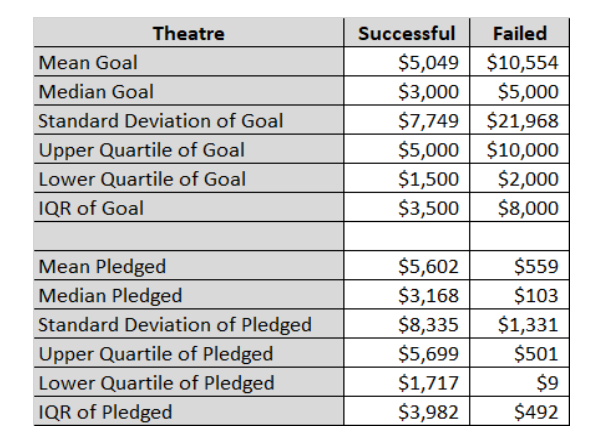 Theatre Successful Failed
Mean Goal $5,049 $10,554
Median Goal $3,000 $5,000
Standard Deviation of Goal $7,749 $21,968
Upper Quartile of Goal $5,000 $10,000
Lower Quartile of Goal $1,500 $2,000
IQR of Goal $3,500 $8,000
Mean Pledged $5,602 $559
Median Pledged $3,168 $103
Standard Deviation of Pledged $8,335 $1,331
Upper Quartile of Pledged $5,699 $501
Lower Quartile of Pledged $1,717 $9
IQR of Pledged $3,982 $492